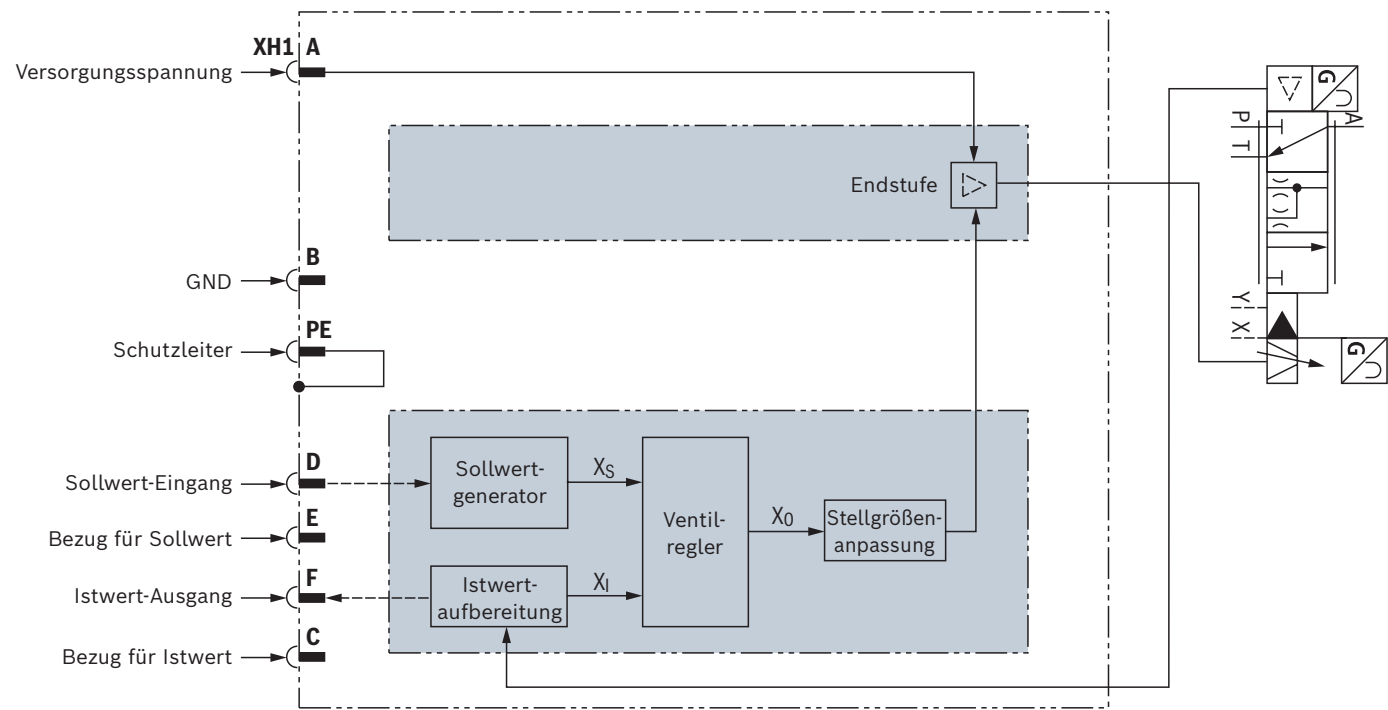 XH1 A
Versorgungsspannung
Endstufe
B
GND
PE
Schutzleiter
D
Sollwert-Eingang
E
Bezug für Sollwert
F
Istwert-Ausgang
C
Bezug für Istwert
Sollwert-
generator
XS
Istwert-
aufbereitung
XI
Ventil-
regler
X0
Stellgrößen-
anpassung
G
P
T
A
Y
X
G